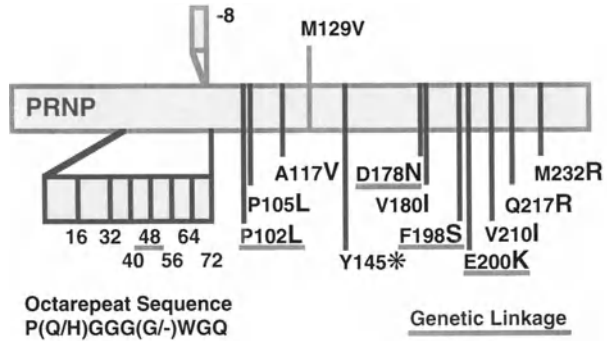 -8
M129V
PRNP
A117V
D178N
M232R
P105L
V180I
Q217R
16 32 48 64
P102L
F198S
V210I
40 56 72
Y145*
E200K
Octarepeat Sequence
P(Q/H)GGG(G/-)WGQ
Genetic Linkage